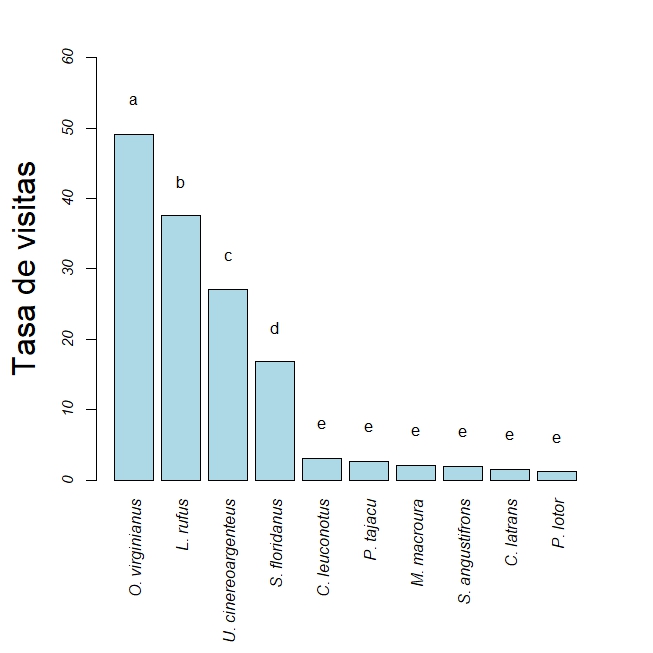 Tasa de visitas
60
50
40
30
20
10
0
a
b
c
d
e
e
e
e
e
e
O. virginianus
L. rufus
U. cinereoargenteus
S. floridanus
C. leuconotus
P. tajacu
M. macroura
S. angustifrons
C. latrans
P. lotor